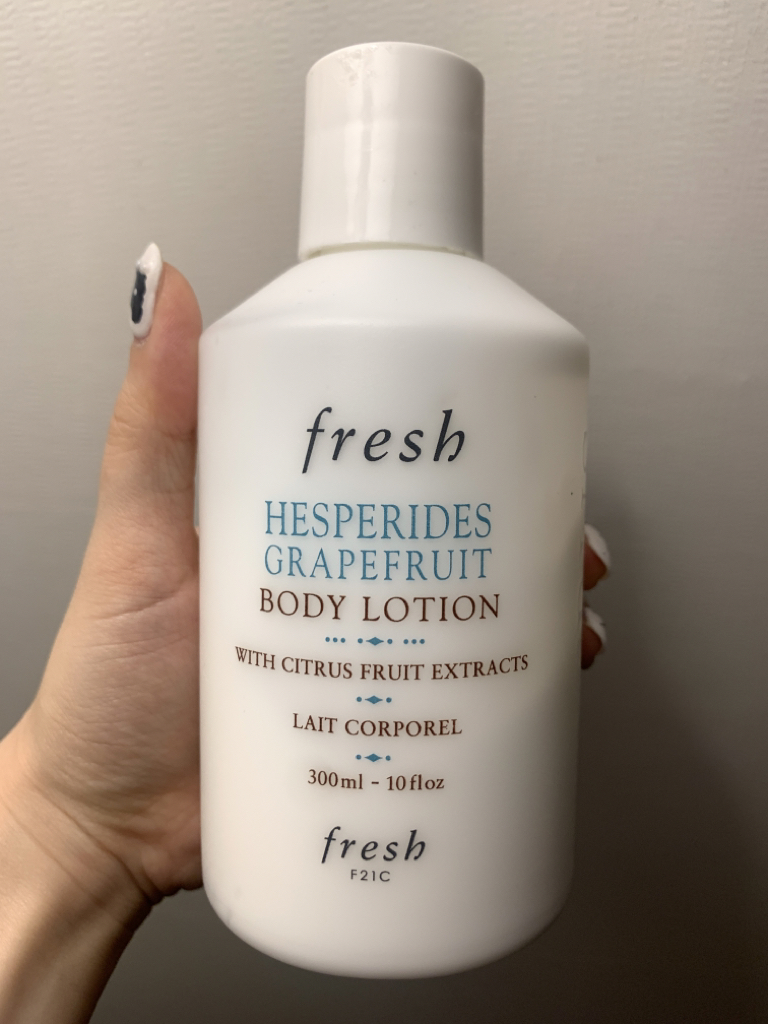 fresh
HESPERIDES
GRAPEFRUIT
BODY LOTION
WITH CITRUS FRUIT EXTRACTS
LAIT CORPOREL
300ml - 10floz
fresh
F21C